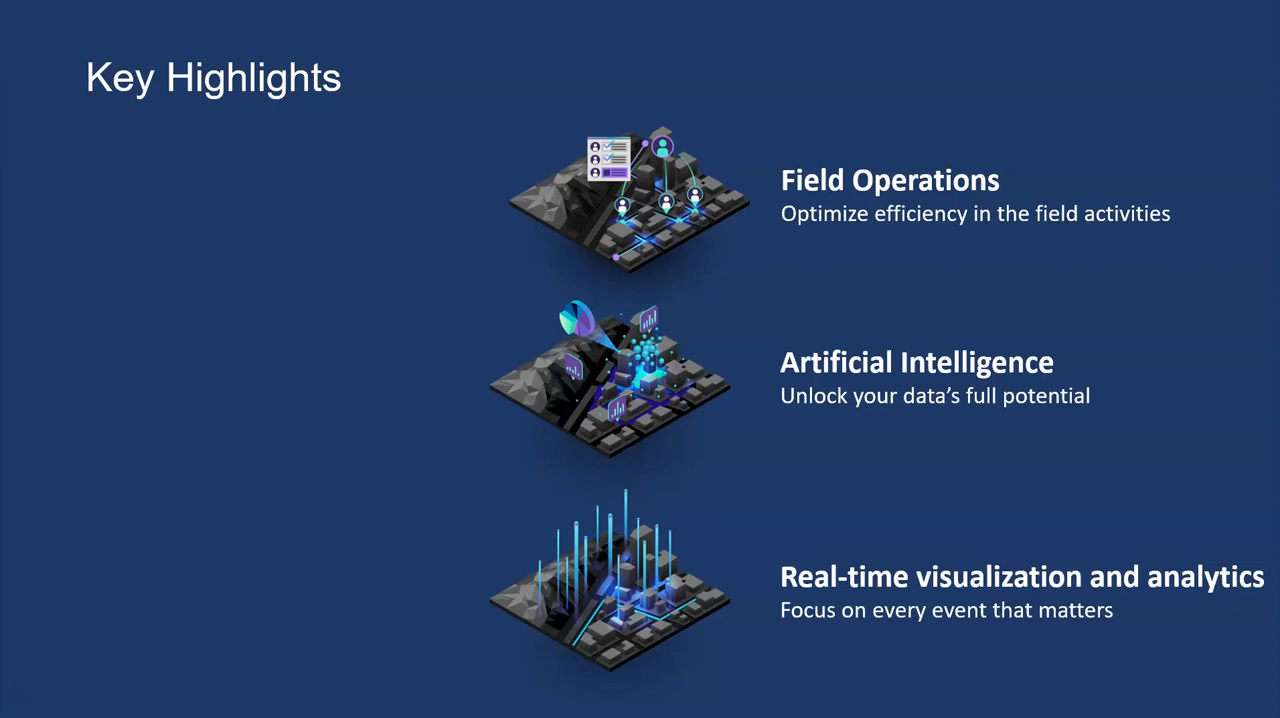 Key Highlights
Field Operations
Optimize efficiency in the field activities
Artificial Intelligence
Unlock your data’s full potential
Real-time visualization and analytics
Focus on every event that matters